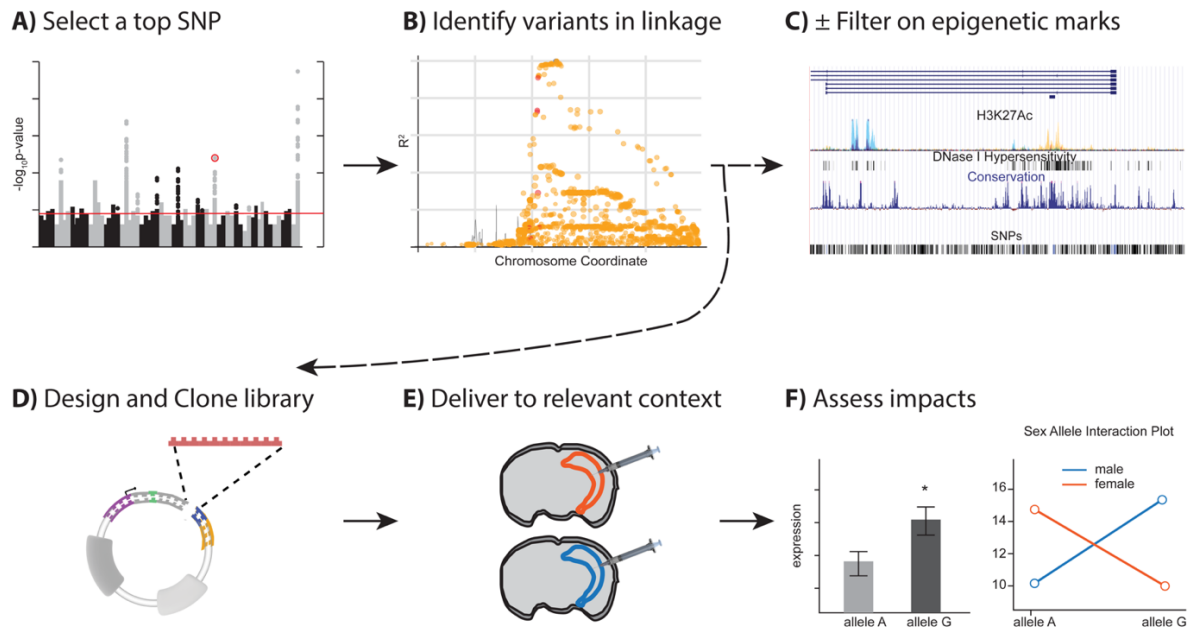 A) Select a top SNP
-log10p-value
B) Identify variants in linkage
R²
Chromosome Coordinate
C) ± Filter on epigenetic marks
H3K27Ac
DNase I Hypersensitivity
Conservation
SNPs
D) Design and Clone library
E) Deliver to relevant context
F) Assess impacts
expression
*
allele A
allele G
Sex Allele Interaction Plot
male
female
16
14
12
10
allele A
allele G